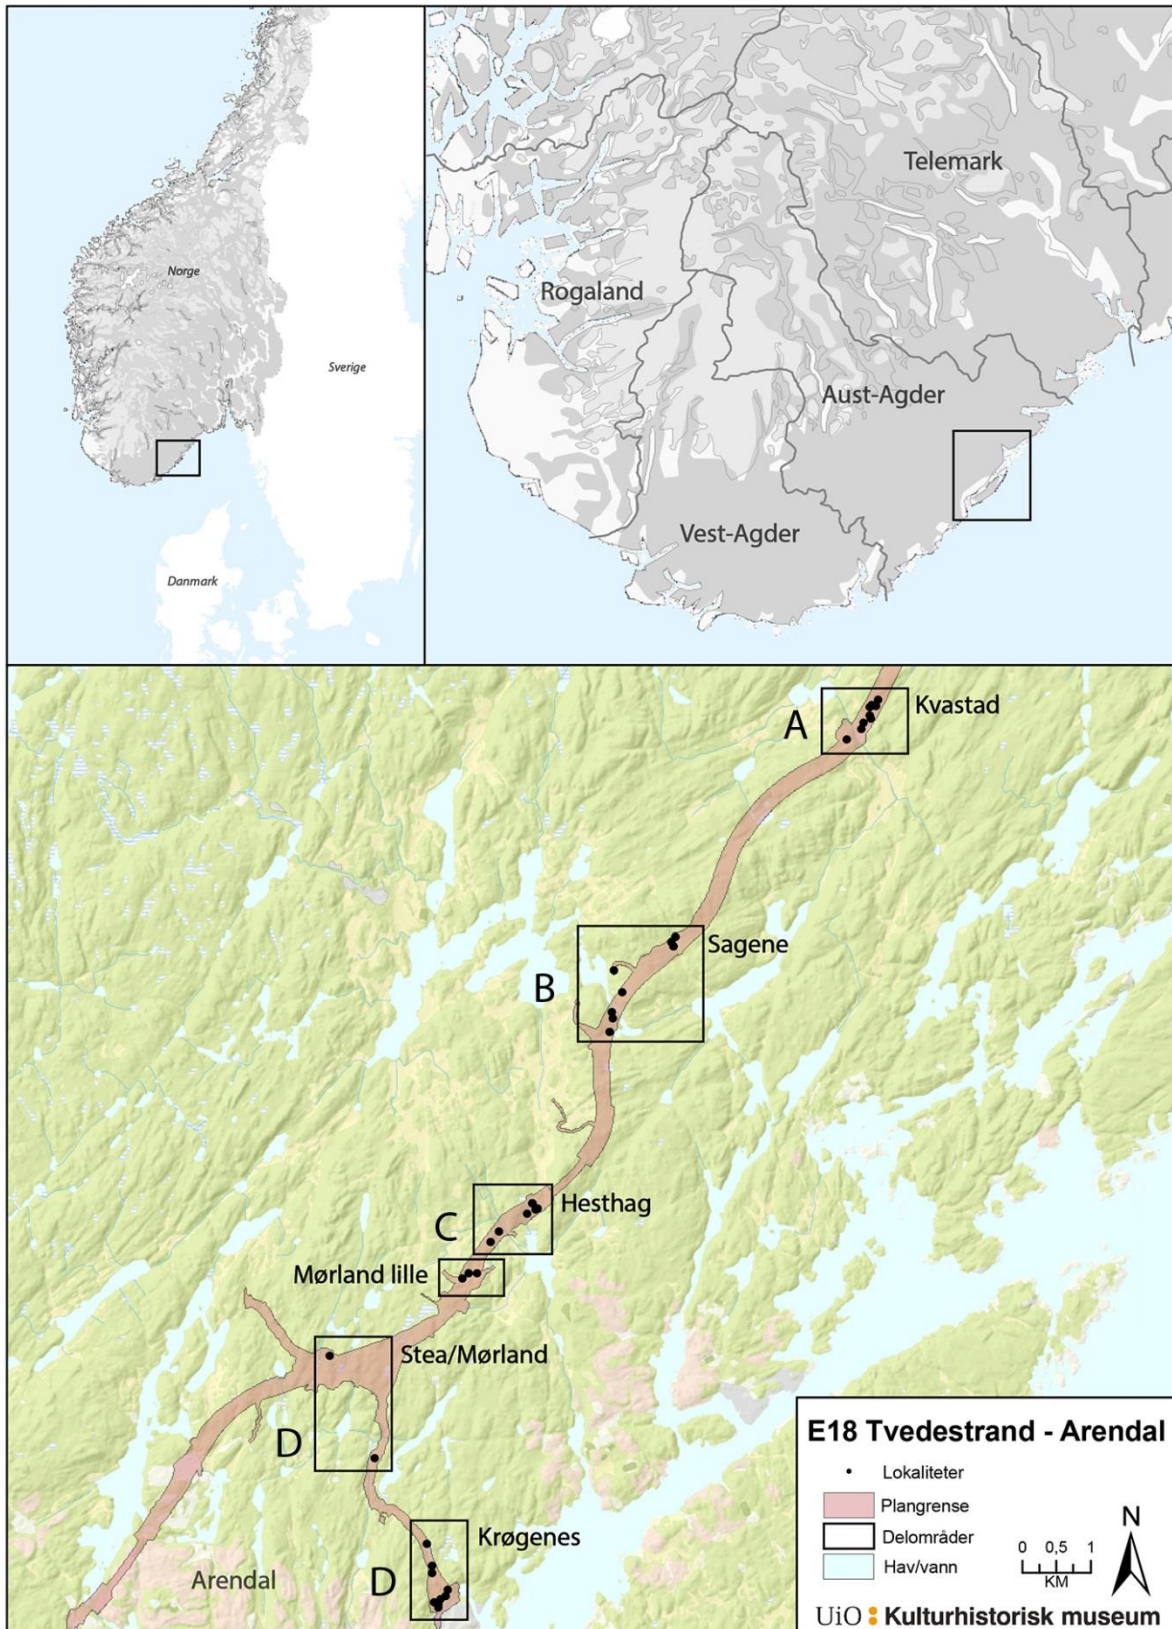 Norge
Sverige
Danmark
Telemark
Rogaland
Aust-Agder
Vest-Agder
A
Kvastad
Sagene
B
Hesthag
C
Mørland lille
Stea/Mørland
D
Krøgenes
D
Arendal
E18 Tvedestrand - Arendal
Lokaliteter
Plangrense
Delområder
Hav/vann
N
0 0,5 1
KM
UiO Kulturhistorisk museum